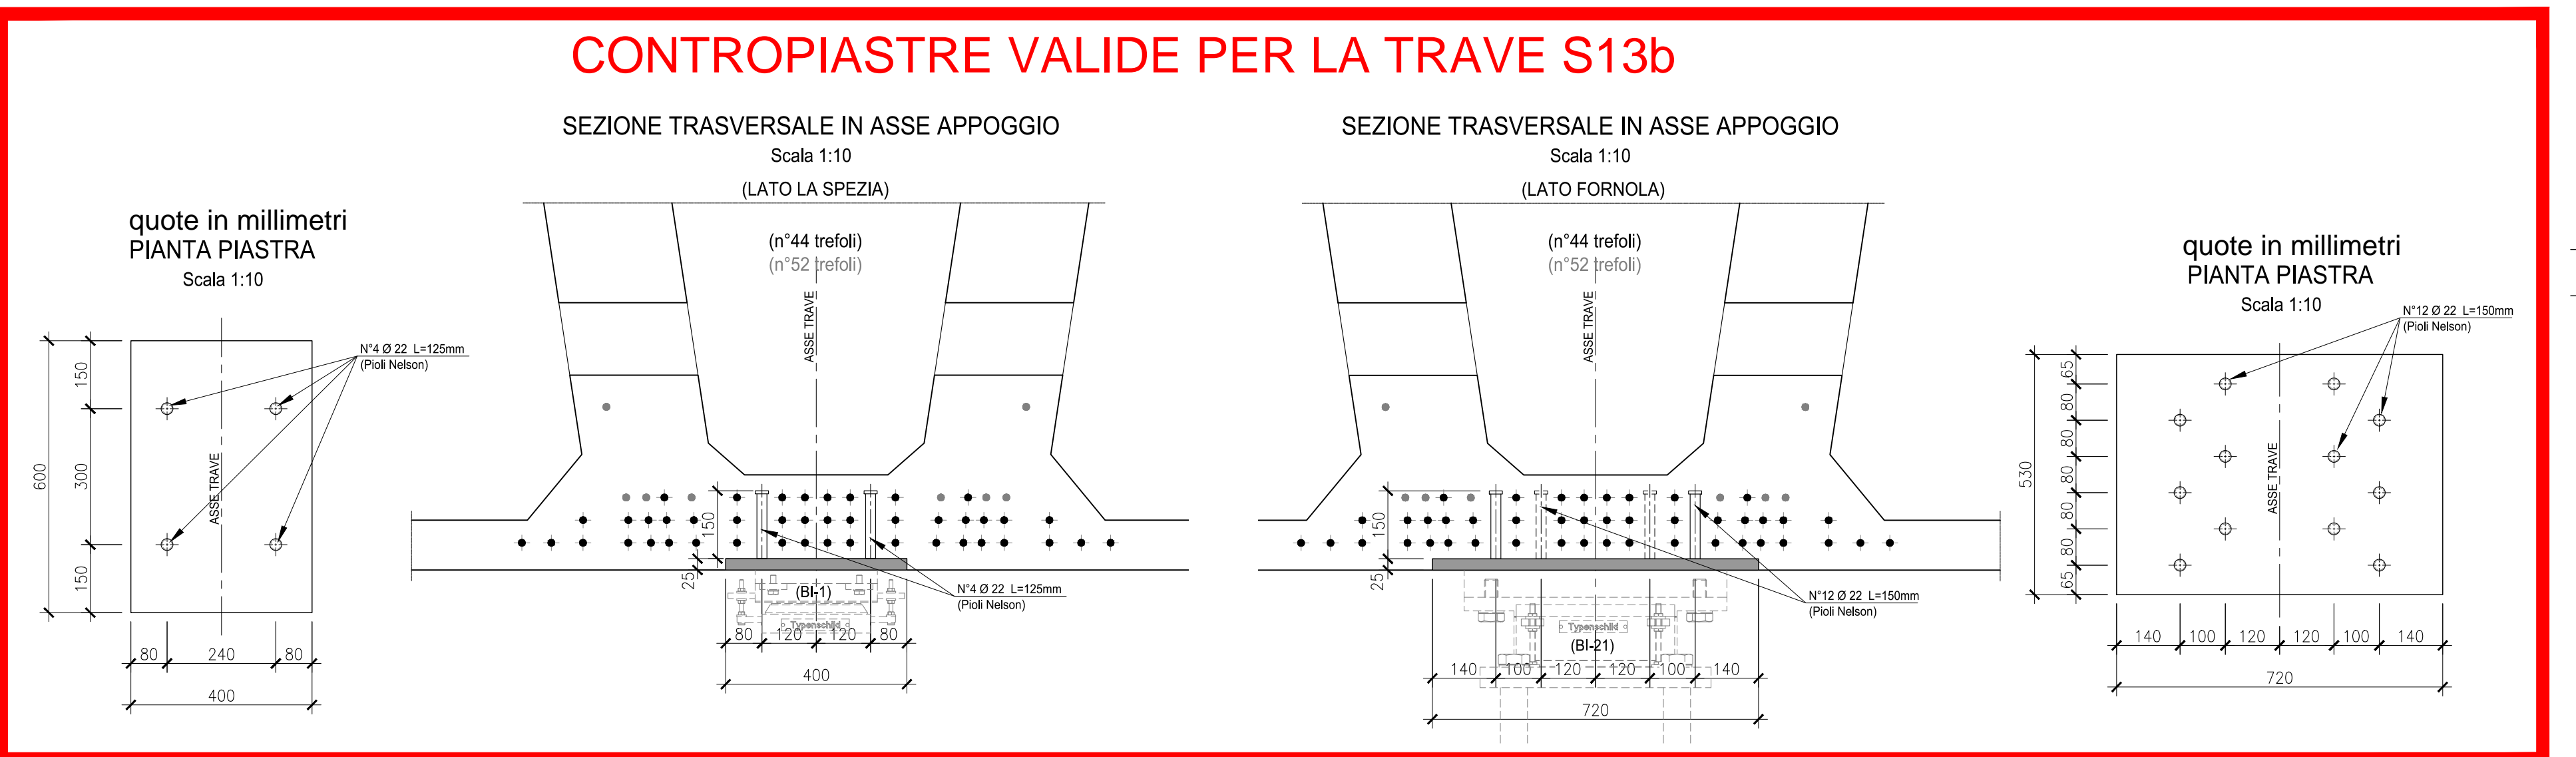 CONTROPIASTRE VALIDE PER LA TRAVE S13b
quote in millimetri
PIANTA PIASTRA
Scala 1:10
N°4 Ø 22 L=125mm
(Pioli Nelson)
ASSE TRAVE
600
150
300
150
80
240
80
400
SEZIONE TRASVERSALE IN ASSE APPOGGIO
Scala 1:10
(LATO LA SPEZIA)
(n°44 trefoli)
(n°52 trefoli)
ASSE TRAVE
150
25
(BI-1)
Typenschild
N°4 Ø 22 L=125mm
(Pioli Nelson)
80
120
120
80
400
SEZIONE TRASVERSALE IN ASSE APPOGGIO
Scala 1:10
(LATO FORNOLA)
(n°44 trefoli)
(n°52 trefoli)
ASSE TRAVE
150
25
Typenschild
(BI-21)
N°12 Ø 22 L=150mm
(Pioli Nelson)
140
100
120
120
100
140
720
quote in millimetri
PIANTA PIASTRA
Scala 1:10
N°12 Ø 22 L=150mm
(Pioli Nelson)
ASSE TRAVE
530
65
80
80
80
80
80
65
140
100
120
120
100
140
720